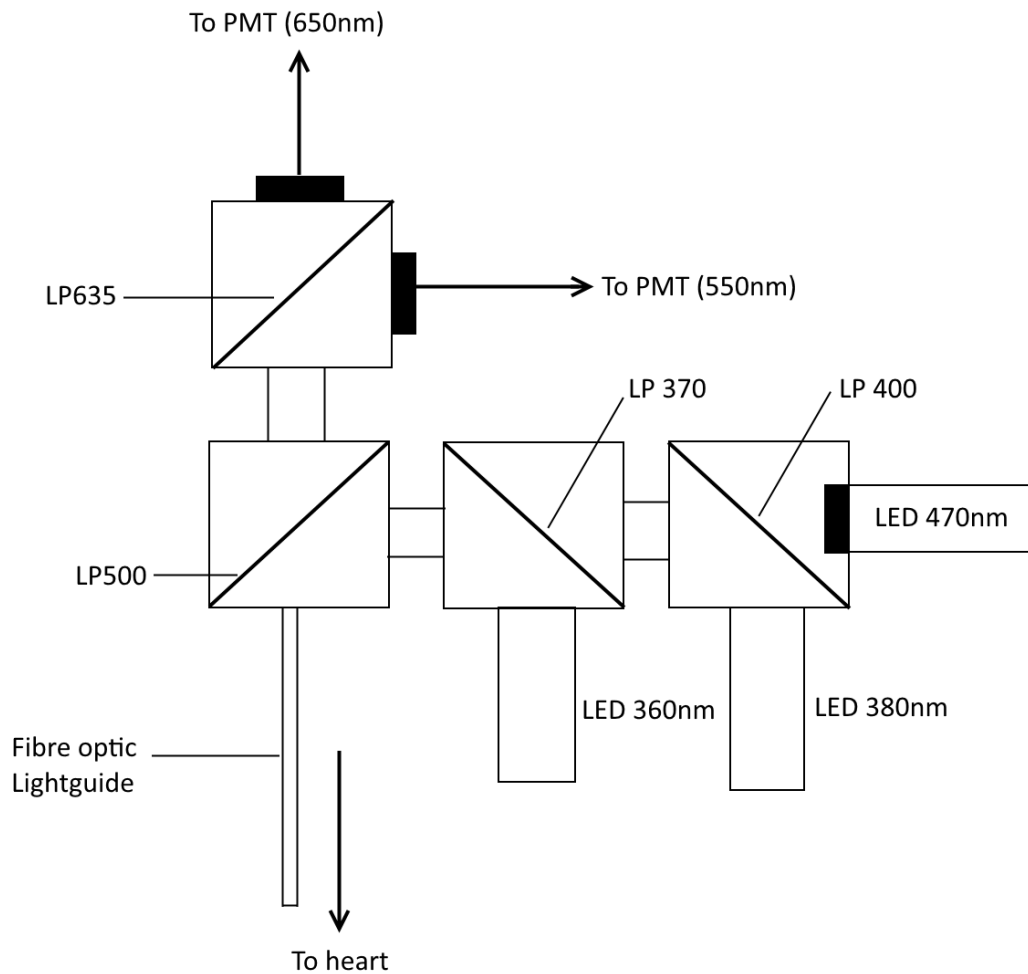 To PMT (650nm)
LP635
To PMT (550nm)
LP 370
LP 400
LED 470nm
LP500
LED 360nm
LED 380nm
Fibre optic
Lightguide
To heart